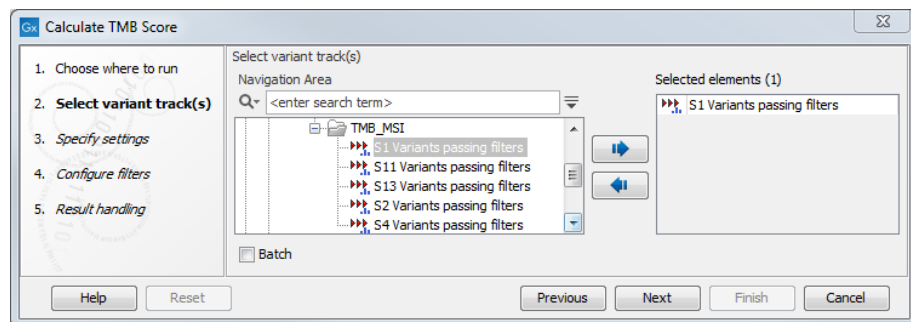 Gx Calculate TMB Score
1. Choose where to run
2. Select variant track(s)
3. Specify settings
4. Configure filters
5. Result handling
Select variant track(s)
Navigation Area
<enter search term>
TMB_MSI
S1 Variants passing filters
S11 Variants passing filters
S13 Variants passing filters
S2 Variants passing filters
S4 Variants passing filters
Batch
Selected elements (1)
S1 Variants passing filters
Help
Reset
Previous
Next
Finish
Cancel